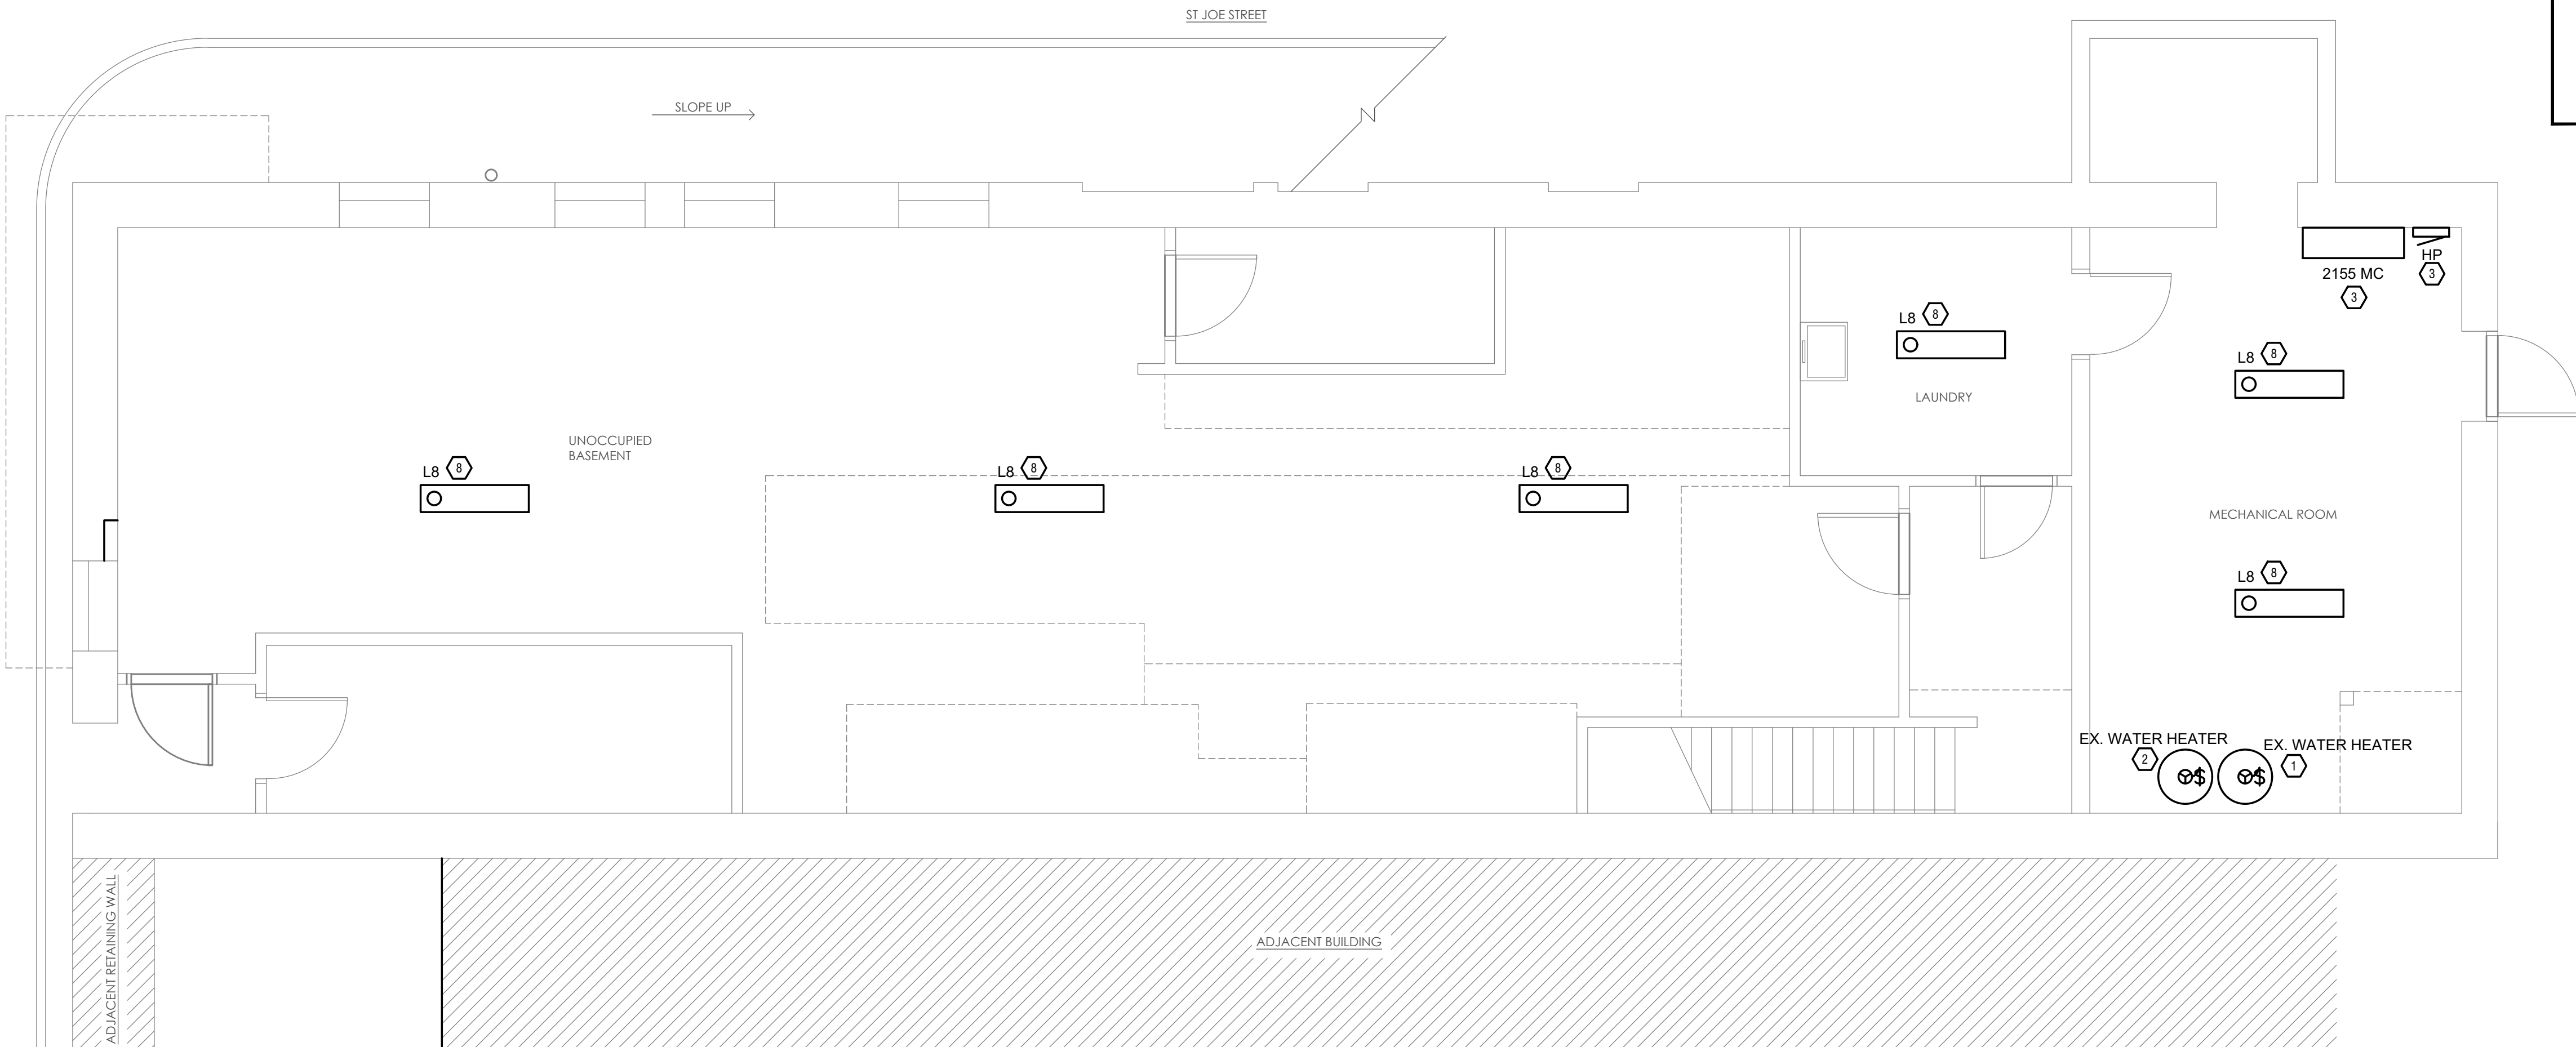 ST JOE STREET
SLOPE UP
HP
3
2155 MC
3
L8 8
LAUNDRY
L8 8
UNOCCUPIED
BASEMENT
L8 8
L8 8
L8 8
MECHANICAL ROOM
L8 8
EX. WATER HEATER
2
$
EX. WATER HEATER
1
$
ADJACENT RETAINING WALL
ADJACENT BUILDING